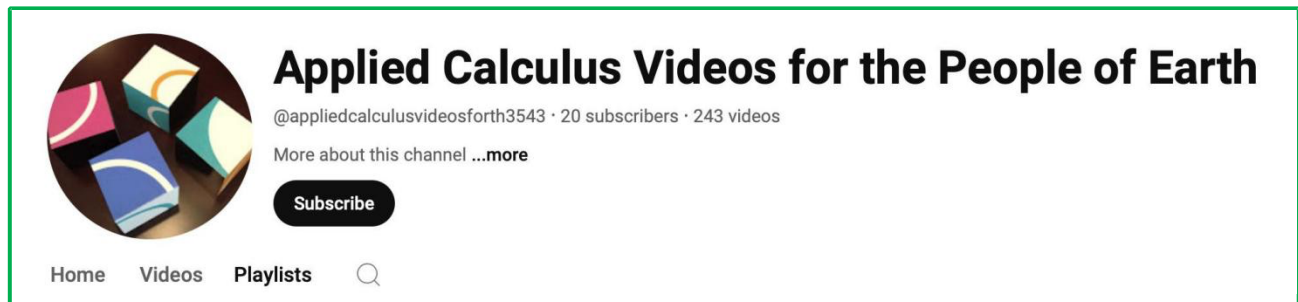 Applied Calculus Videos for the People of Earth
@appliedcalculusvideosforth3543 · 20 subscribers · 243 videos
More about this channel ...more
Subscribe
Home Videos Playlists